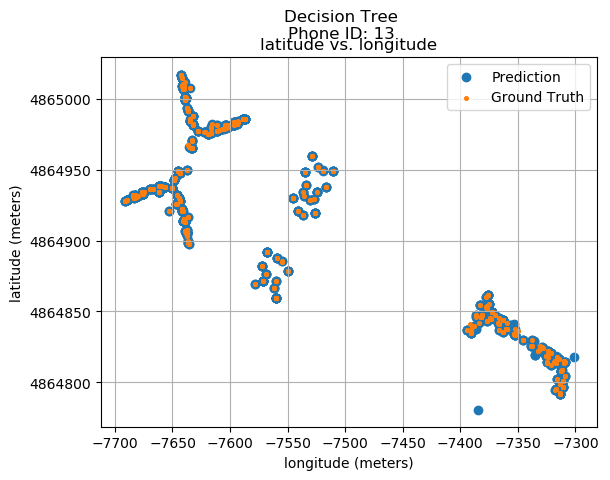 Decision Tree
Phone ID: 13
latitude vs. longitude
Prediction
Ground Truth
4865000
4864950
4864900
4864850
4864800
latitude (meters)
−7700 −7650 −7600 −7550 −7500 −7450 −7400 −7350 −7300
longitude (meters)